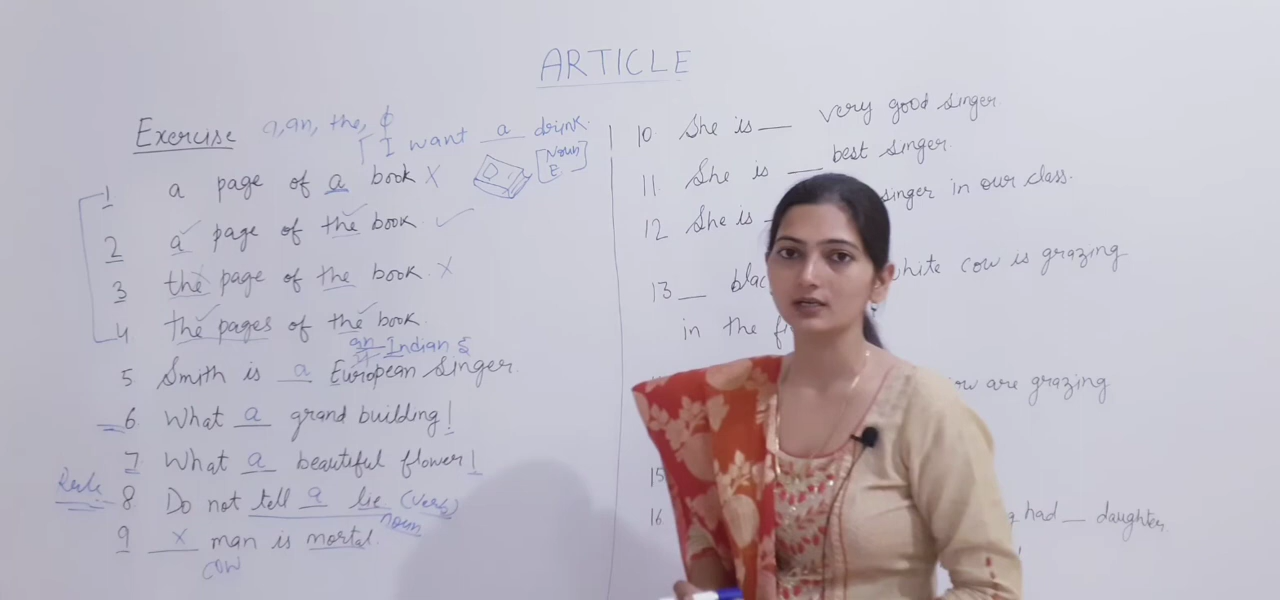 ARTICLE
Exercise a, an, the, ϕ
I want a drink.
[Noun
1 a page of a book X
2 a page of the book ✓
3 the page of the book. X
4 the pages of the book.
an Indian
5 Smith is a European singer.
6 What a grand building!
7 What a beautiful flower!
Rule 8 Do not tell a lie (verb)
noun
9 x man is mortal.
cow
10 She is __ very good singer.
11. She is __ best singer.
12 She is singer in our class.
13 __ white cow is grazing
in the
are grazing
15
16 had __ daughter